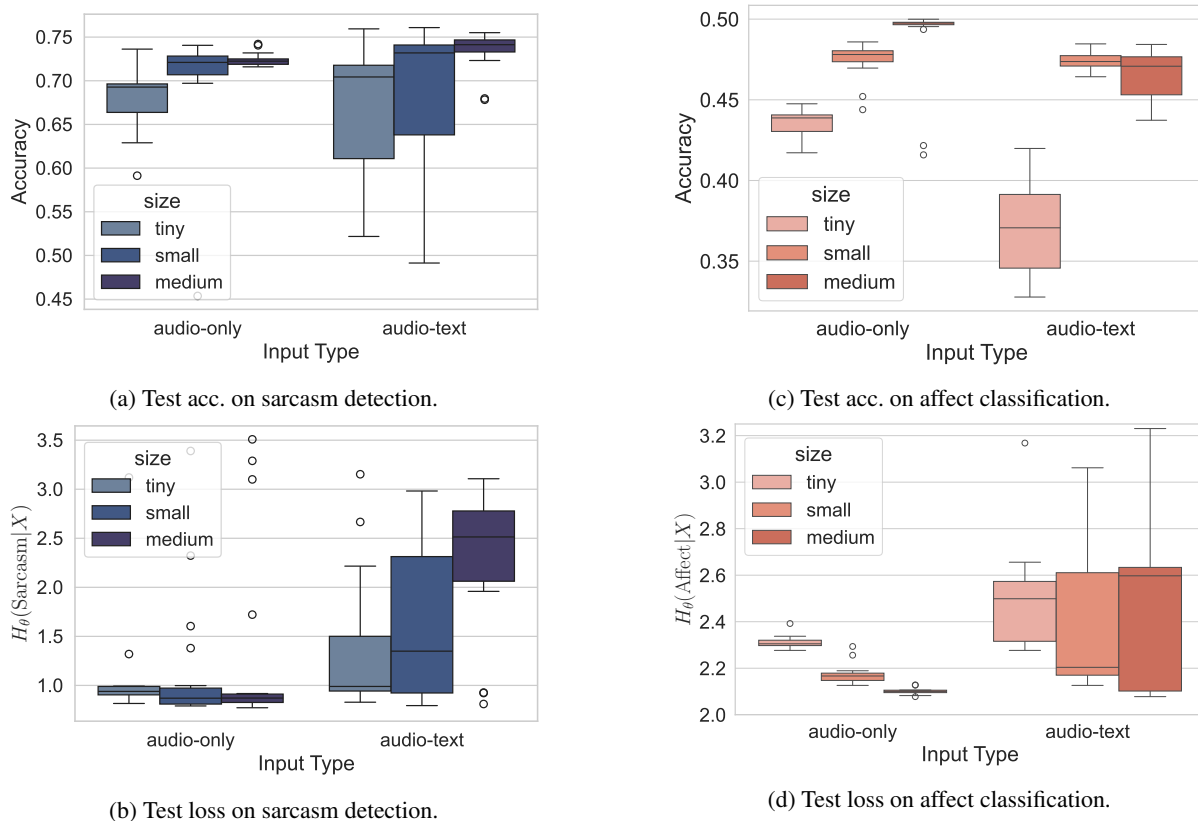 0.75
0.70
0.65
0.60
0.55
0.50
0.45
Accuracy
size
tiny
small
medium
audio-only
audio-text
Input Type
(a) Test acc. on sarcasm detection.
0.50
0.45
0.40
0.35
Accuracy
size
tiny
small
medium
audio-only
audio-text
Input Type
(c) Test acc. on affect classification.
3.5
3.0
2.5
2.0
1.5
1.0
H_θ(Sarcasm|X)
size
tiny
small
medium
audio-only
audio-text
Input Type
(b) Test loss on sarcasm detection.
3.2
3.0
2.8
2.6
2.4
2.2
2.0
H_θ(Affect|X)
size
tiny
small
medium
audio-only
audio-text
Input Type
(d) Test loss on affect classification.